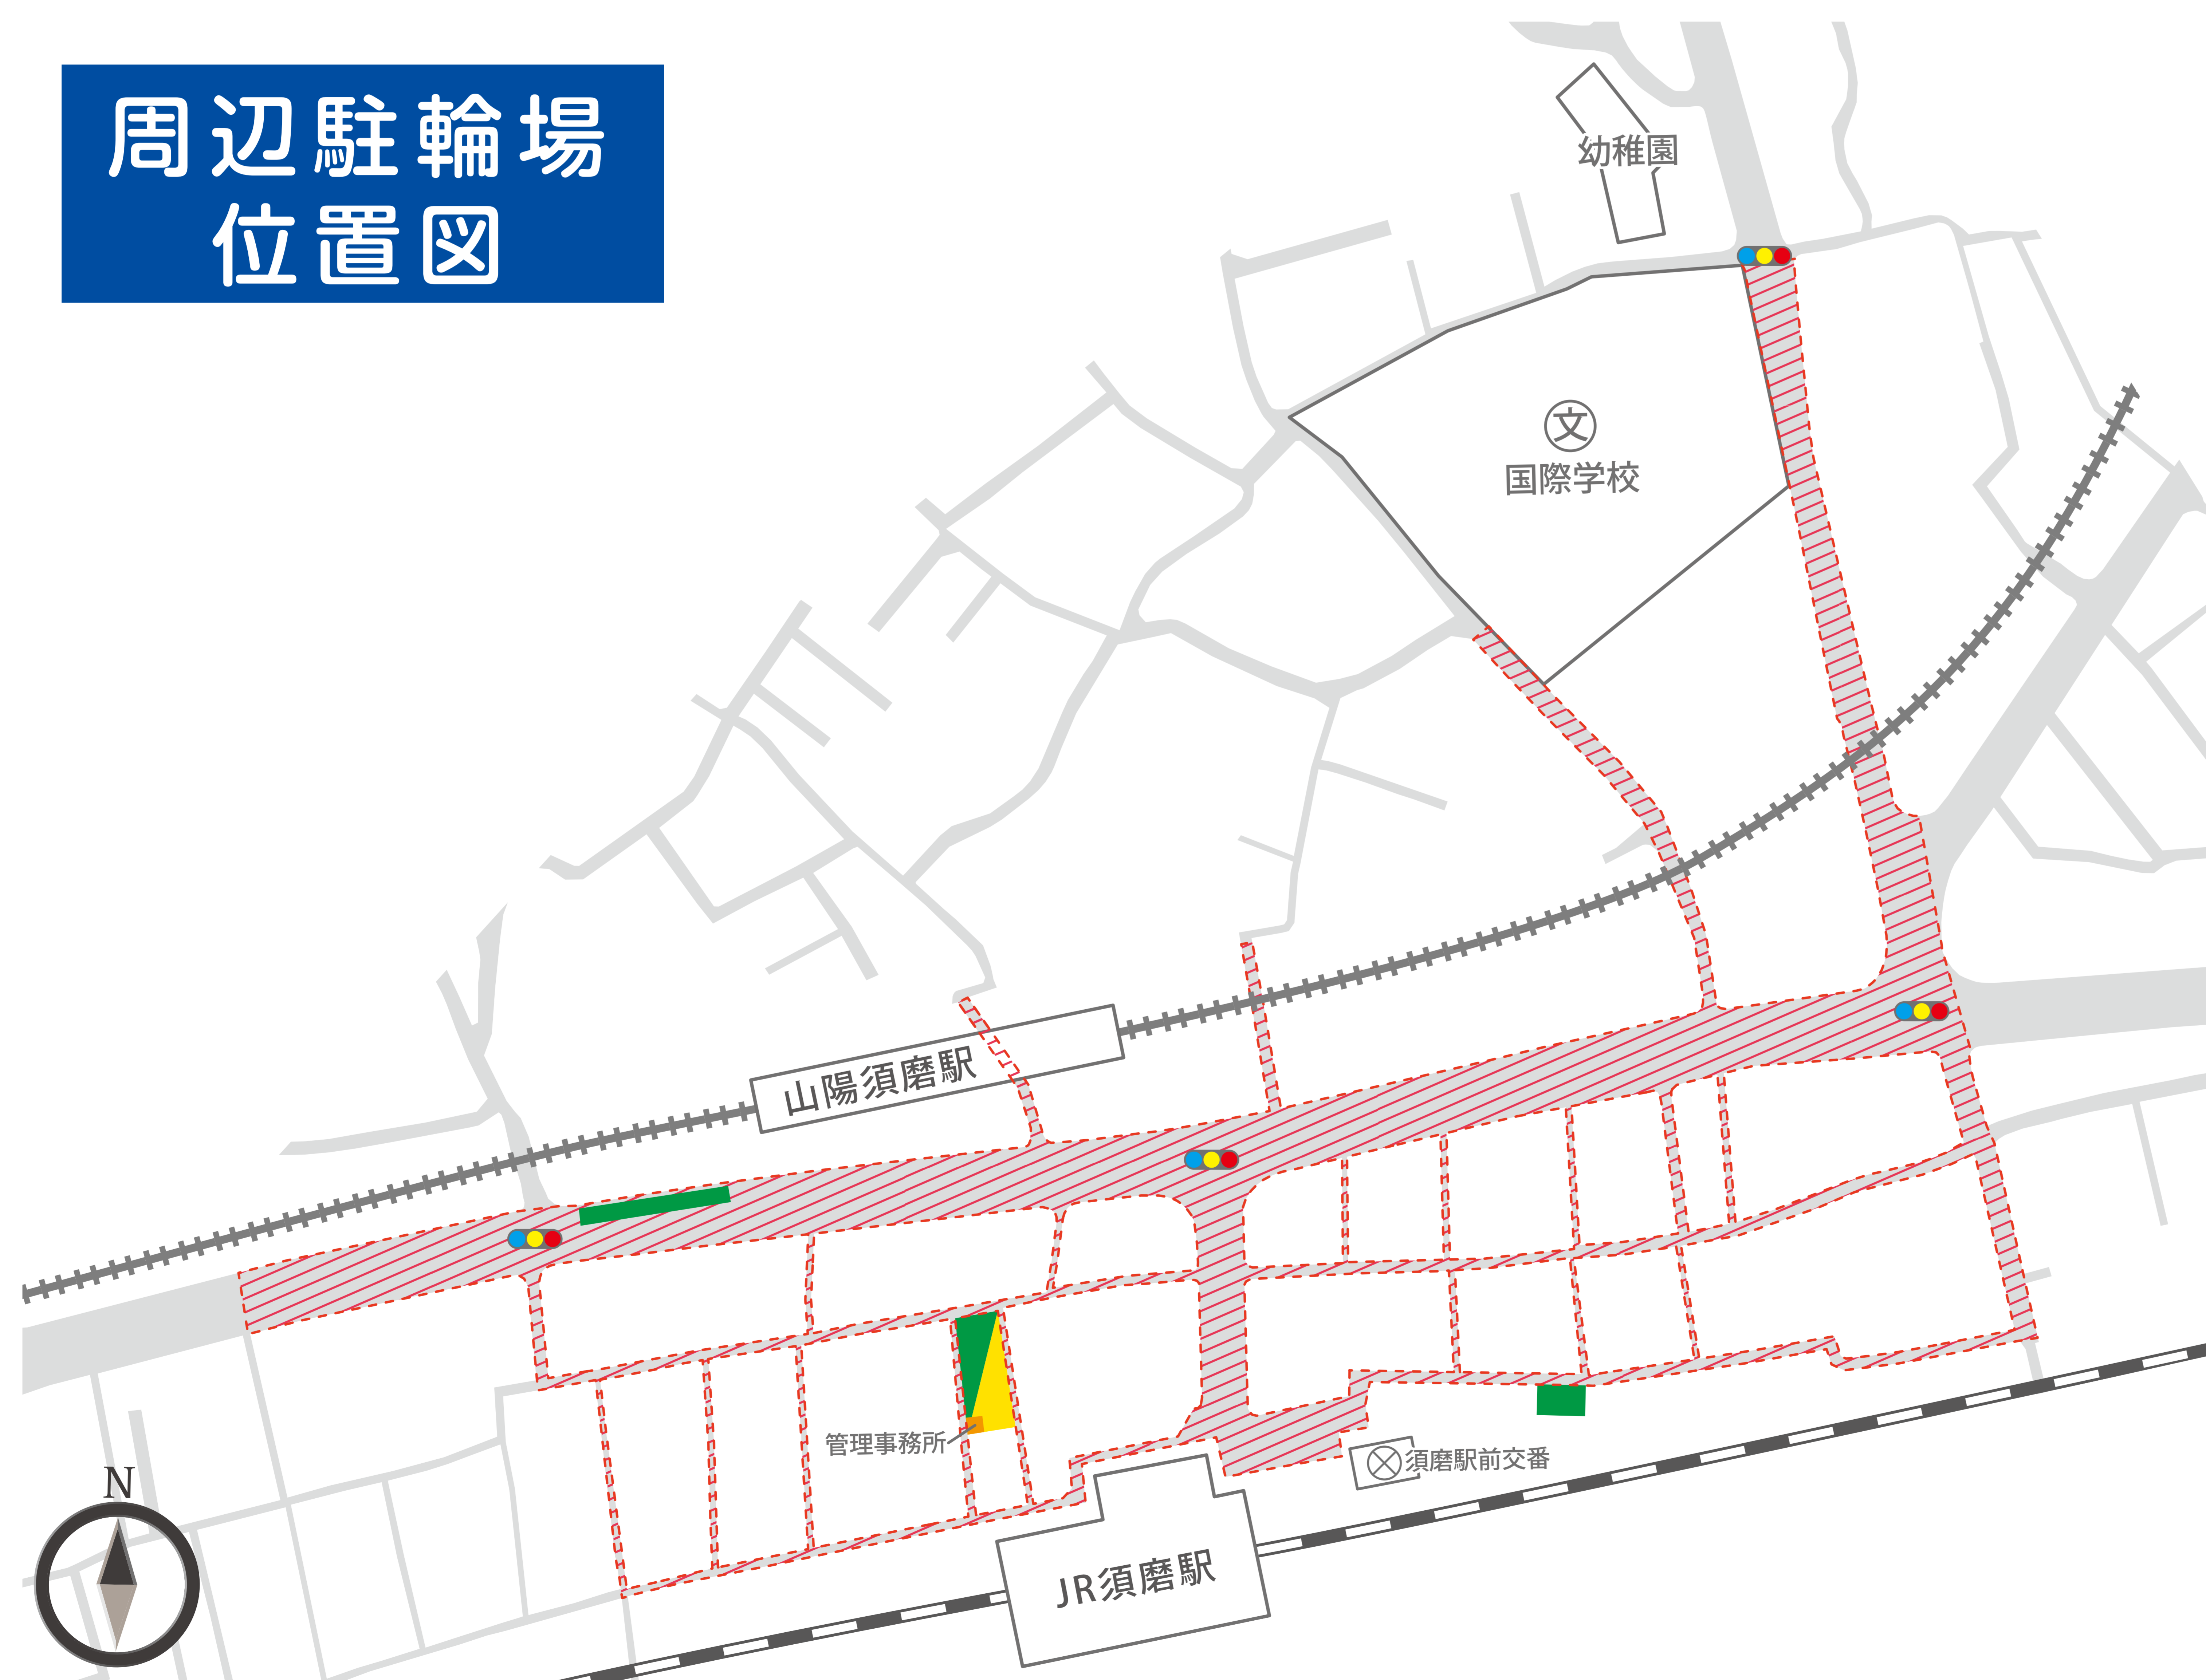 周辺駐輪場
位置図
幼稚園
文
国際学校
山陽須磨駅
管理事務所
須磨駅前交番
N
JR須磨駅